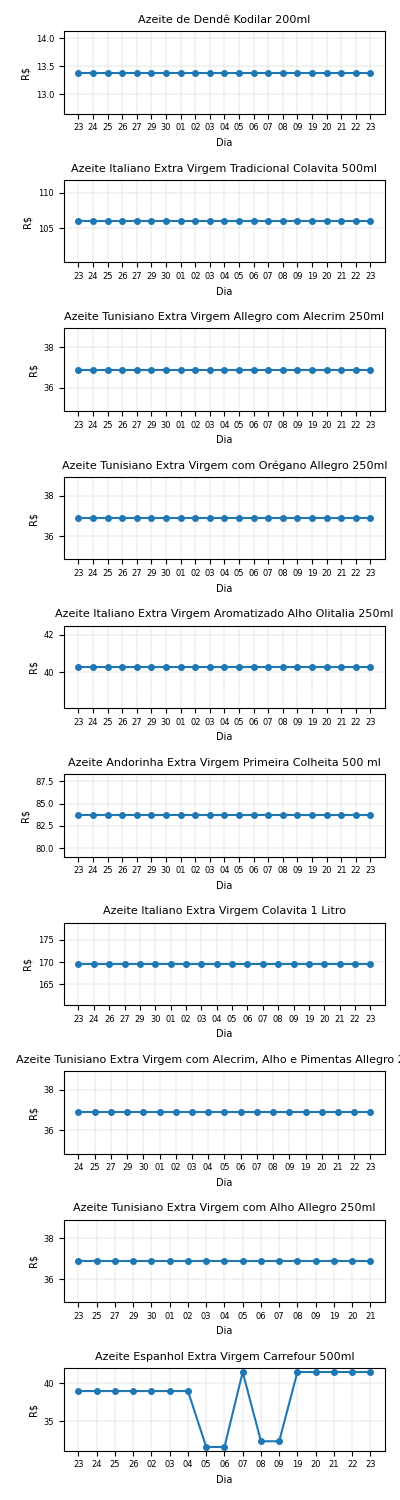 Azeite de Dendê Kodilar 200ml
14.0
13.5
13.0
R$
23 24 25 26 27 29 30 01 02 03 04 05 06 07 08 09 19 20 21 22 23
Dia
Azeite Italiano Extra Virgem Tradicional Colavita 500ml
110
105
R$
23 24 25 26 27 29 30 01 02 03 04 05 06 07 08 09 19 20 21 22 23
Dia
Azeite Tunisiano Extra Virgem Allegro com Alecrim 250ml
38
36
R$
23 24 25 26 27 29 30 01 02 03 04 05 06 07 08 09 19 20 21 22 23
Dia
Azeite Tunisiano Extra Virgem com Orégano Allegro 250ml
38
36
R$
23 24 25 26 27 29 30 01 02 03 04 05 06 07 08 09 19 20 21 22 23
Dia
Azeite Italiano Extra Virgem Aromatizado Alho Olitalia 250ml
42
40
R$
23 24 25 26 27 29 30 01 02 03 04 05 06 07 08 09 19 20 21 22 23
Dia
Azeite Andorinha Extra Virgem Primeira Colheita 500 ml
87.5
85.0
82.5
80.0
R$
23 24 25 26 27 29 30 01 02 03 04 05 06 07 08 09 19 20 21 22 23
Dia
Azeite Italiano Extra Virgem Colavita 1 Litro
175
170
165
R$
23 24 26 27 29 30 01 02 03 04 05 06 07 08 09 19 20 21 22 23
Dia
Azeite Tunisiano Extra Virgem com Alecrim, Alho e Pimentas Allegro 2
38
36
R$
24 25 27 29 30 01 02 03 04 05 06 07 08 09 19 20 21 22 23
Dia
Azeite Tunisiano Extra Virgem com Alho Allegro 250ml
38
36
R$
23 25 27 29 30 01 02 03 04 05 06 07 08 09 19 20 21
Dia
Azeite Espanhol Extra Virgem Carrefour 500ml
40
35
R$
23 24 25 26 02 03 04 05 06 07 08 09 19 20 21 22 23
Dia